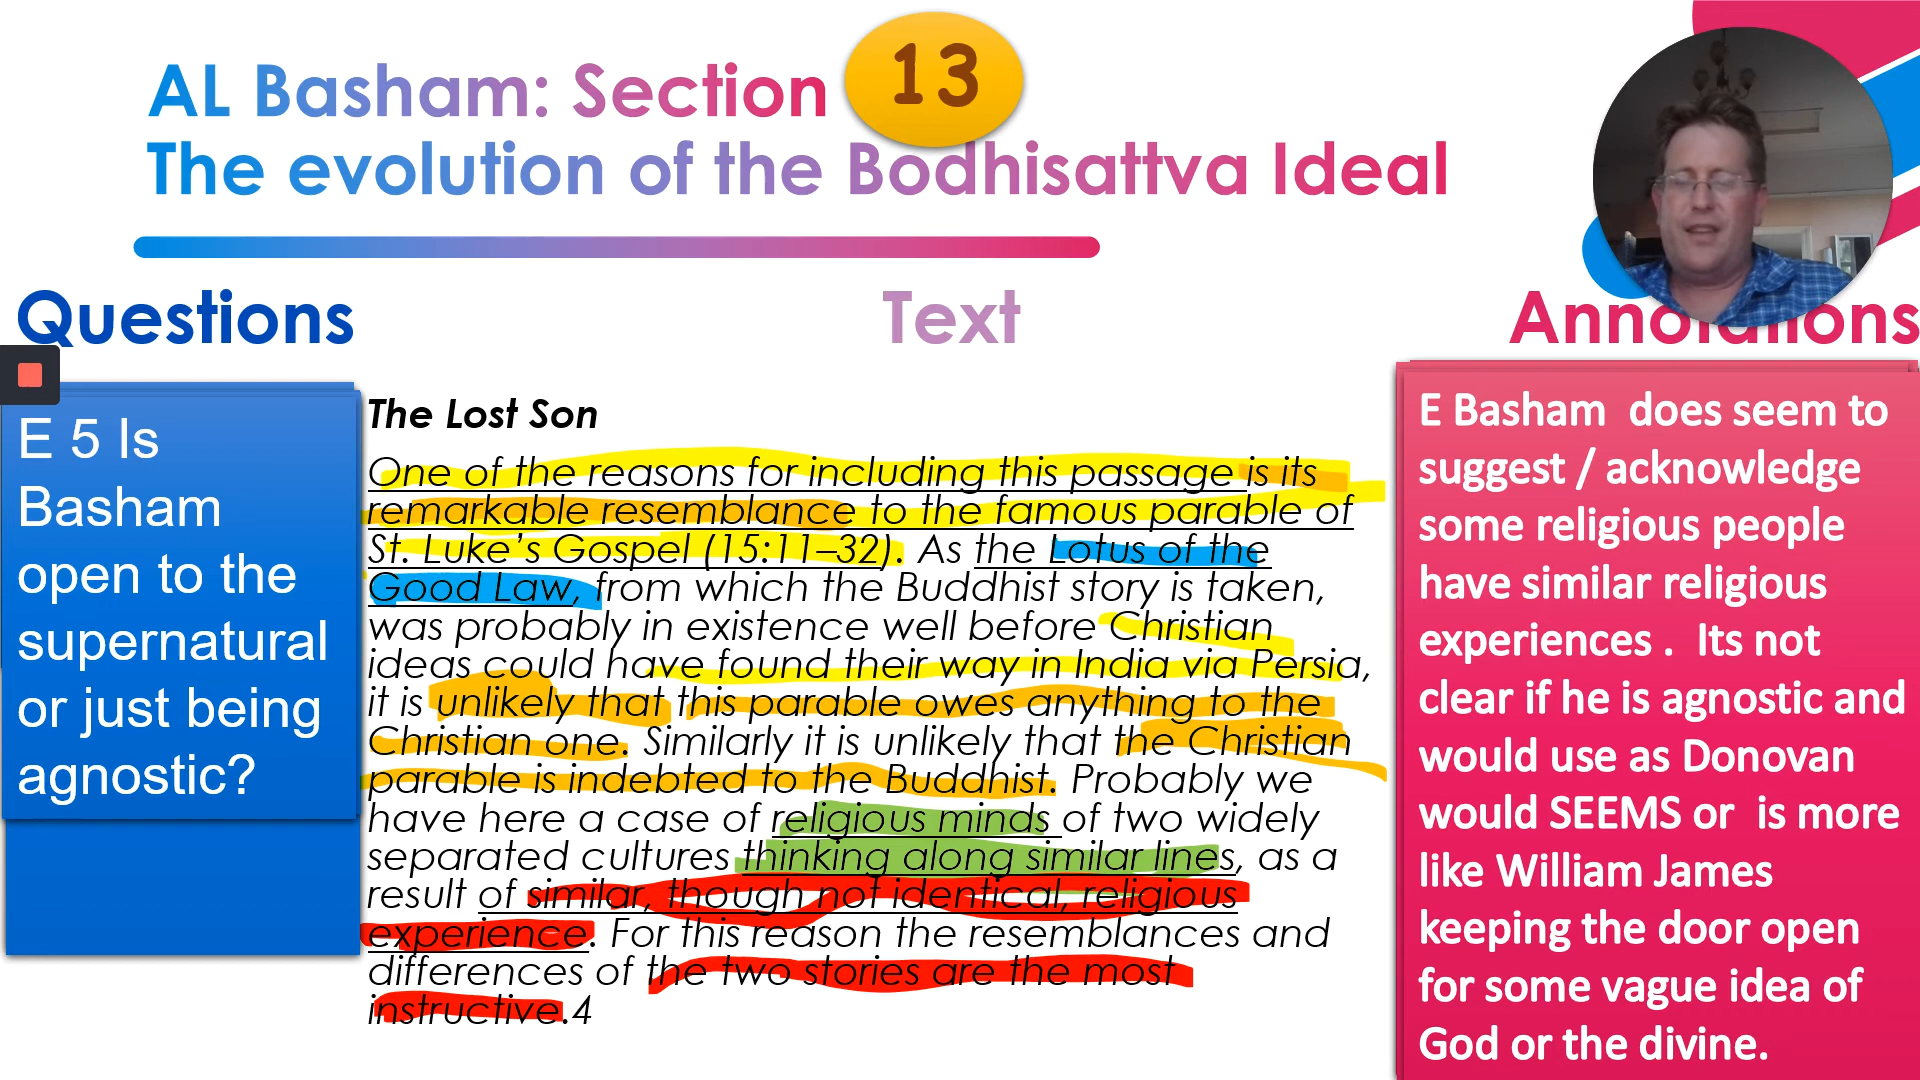 AL Basham: Section 13
The evolution of the Bodhisattva Ideal
Questions
Text
Annotations
E 5 Is
Basham
open to the
supernatural
or just being
agnostic?
The Lost Son
One of the reasons for including this passage is its
remarkable resemblance to the famous parable of
St. Luke's Gospel (15:11–32). As the Lotus of the
Good Law, from which the Buddhist story is taken,
was probably in existence well before Christian
ideas could have found their way in India via Persia,
it is unlikely that this parable owes anything to the
Christian one. Similarly it is unlikely that the Christian
parable is indebted to the Buddhist. Probably we
have here a case of religious minds of two widely
separated cultures thinking along similar lines, as a
result of similar, though not identical, religious
experience. For this reason the resemblances and
differences of the two stories are the most
instructive.4
E Basham does seem to
suggest / acknowledge
some religious people
have similar religious
experiences . Its not
clear if he is agnostic and
would use as Donovan
would SEEMS or is more
like William James
keeping the door open
for some vague idea of
God or the divine.